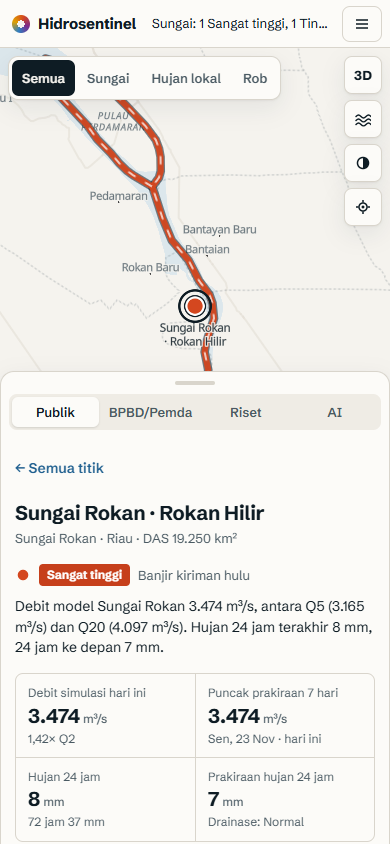 Hidrosentinel
Sungai: 1 Sangat tinggi, 1 Tin...
Semua
Sungai
Hujan lokal
Rob
3D
PULAU
PEDAMARAN
Pedamaran
Bantayan Baru
Bantaian
Rokan Baru
Sungai Rokan
· Rokan Hilir
Publik
BPBD/Pemda
Riset
AI
← Semua titik
Sungai Rokan · Rokan Hilir
Sungai Rokan · Riau · DAS 19.250 km²
Sangat tinggi
Banjir kiriman hulu
Debit model Sungai Rokan 3.474 m³/s, antara Q5 (3.165
m³/s) dan Q20 (4.097 m³/s). Hujan 24 jam terakhir 8 mm,
24 jam ke depan 7 mm.
Debit simulasi hari ini
3.474 m³/s
1,42× Q2
Puncak prakiraan 7 hari
3.474 m³/s
Sen, 23 Nov · hari ini
Hujan 24 jam
8 mm
72 jam 37 mm
Prakiraan hujan 24 jam
7 mm
Drainase: Normal